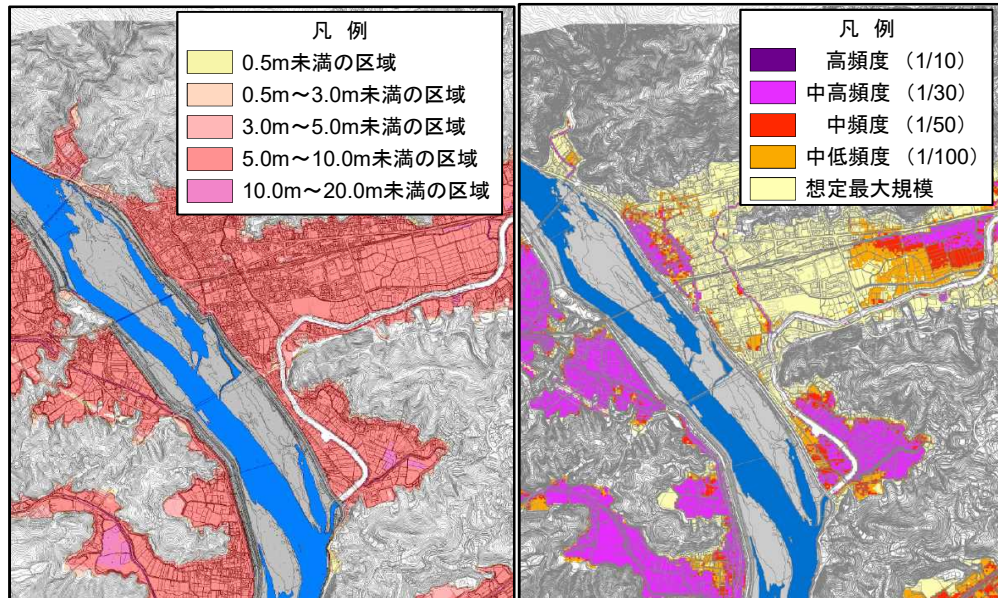 凡 例
0.5m未満の区域
0.5m～3.0m未満の区域
3.0m～5.0m未満の区域
5.0m～10.0m未満の区域
10.0m～20.0m未満の区域
凡 例
高頻度（1/10）
中高頻度（1/30）
中頻度（1/50）
中低頻度（1/100）
想定最大規模